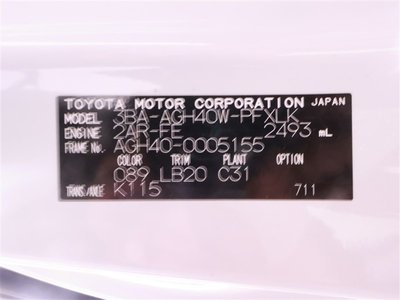 TOYOTA MOTOR CORPORATION JAPAN
MODEL 3BA-AGH40W-PFXLK
ENGINE 2AR-FE 2493 mL
FRAME No. AGH40-0005155
COLOR TRIM PLANT OPTION
089 LB20 C31
TRANS./AXLE K115 711